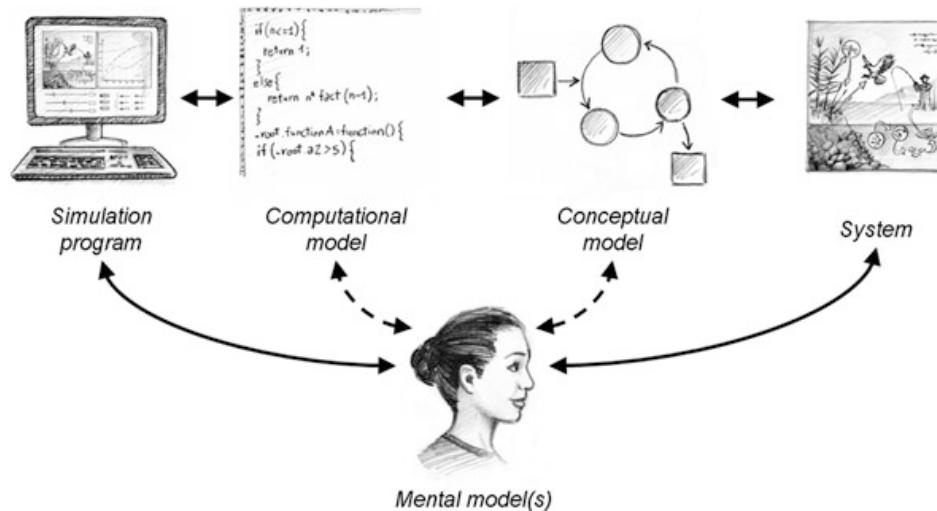 if(n<=1){
return 1;
}
else{
return n* fact(n-1);
}
_root.functionA=function(){
if(_root.a2>5){
Simulation
program
Computational
model
Conceptual
model
System
Mental model(s)